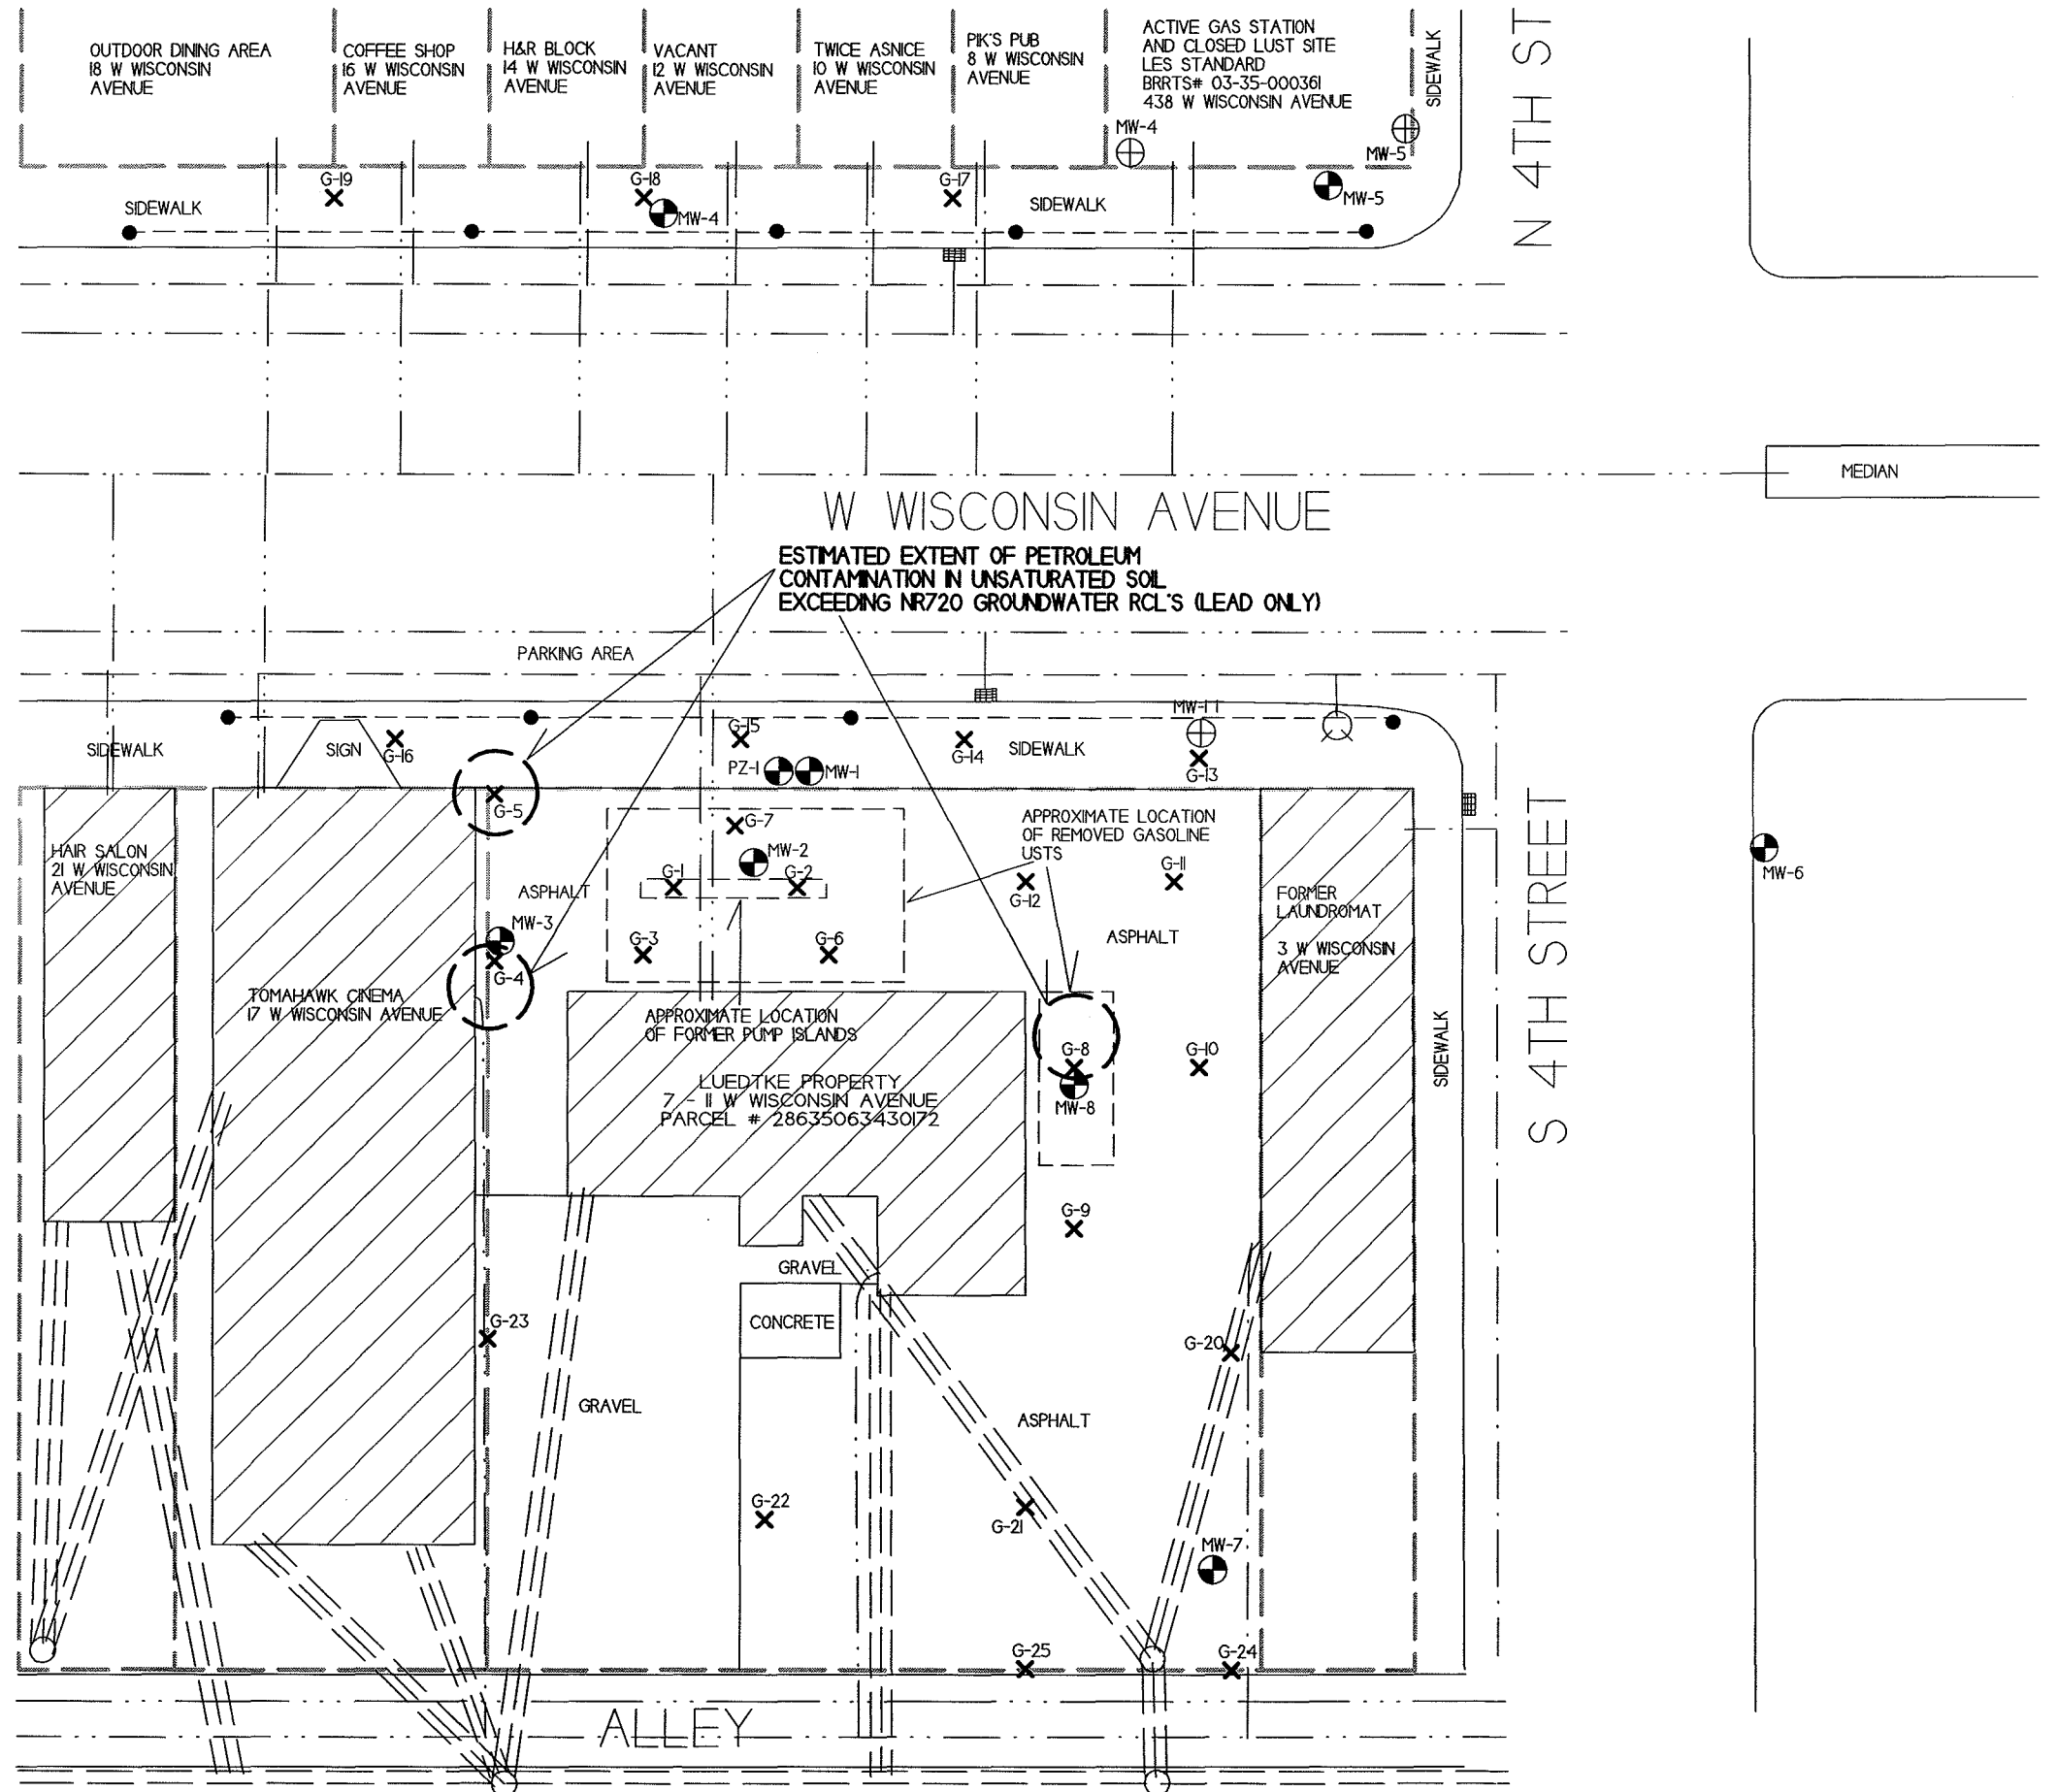 OUTDOOR DINING AREA
18 W WISCONSIN
AVENUE
COFFEE SHOP
16 W WISCONSIN
AVENUE
H&R BLOCK
14 W WISCONSIN
AVENUE
VACANT
12 W WISCONSIN
AVENUE
TWICE ASNICE
10 W WISCONSIN
AVENUE
PIK'S PUB
8 W WISCONSIN
AVENUE
ACTIVE GAS STATION
AND CLOSED LUST SITE
LES STANDARD
BRRTS# 03-35-000361
438 W WISCONSIN AVENUE
SIDEWALK
N 4TH ST
MW-4
MW-5
G-19
G-18
G-17
MW-4
MW-5
SIDEWALK
SIDEWALK
MEDIAN
W WISCONSIN AVENUE
ESTIMATED EXTENT OF PETROLEUM
CONTAMINATION IN UNSATURATED SOIL
EXCEEDING NR720 GROUNDWATER RCL'S (LEAD ONLY)
PARKING AREA
SIDEWALK
SIGN
G-16
G-15
G-14
SIDEWALK
MW-11
G-13
PZ-1
MW-1
G-5
G-7
MW-2
G-1
G-2
APPROXIMATE LOCATION
OF REMOVED GASOLINE
USTS
G-11
G-12
HAIR SALON
21 W WISCONSIN
AVENUE
ASPHALT
MW-3
G-4
G-3
G-6
ASPHALT
FORMER
LAUNDROMAT
3 W WISCONSIN
AVENUE
MW-6
S 4TH STREET
TOMAHAWK CINEMA
17 W WISCONSIN AVENUE
APPROXIMATE LOCATION
OF FORMER PUMP ISLANDS
LUEDTKE PROPERTY
7 - 11 W WISCONSIN AVENUE
PARCEL # 28635063430172
G-8
MW-8
G-10
SIDEWALK
G-9
GRAVEL
CONCRETE
G-23
G-20
GRAVEL
ASPHALT
G-22
G-21
MW-7
G-25
G-24
ALLEY